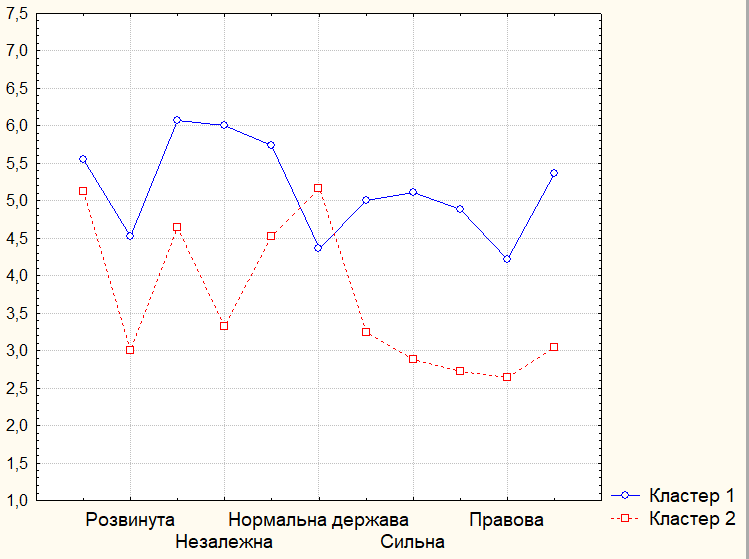 7,5
7,0
6,5
6,0
5,5
5,0
4,5
4,0
3,5
3,0
2,5
2,0
1,5
1,0
Розвинута
Нормальна держава
Правова
Незалежна
Сильна
Кластер 1
Кластер 2